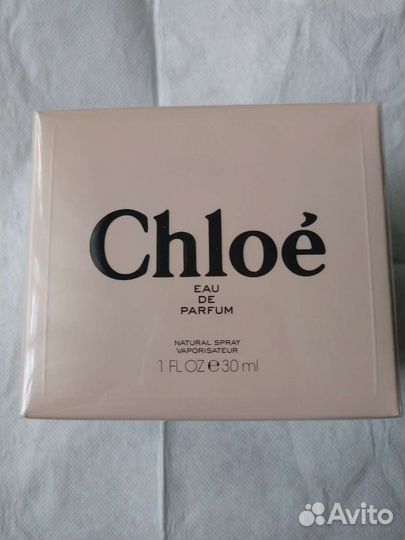 Chloé
EAU
DE
PARFUM
NATURAL SPRAY
VAPORISATEUR
1 FL OZ ℮ 30 ml
Avito